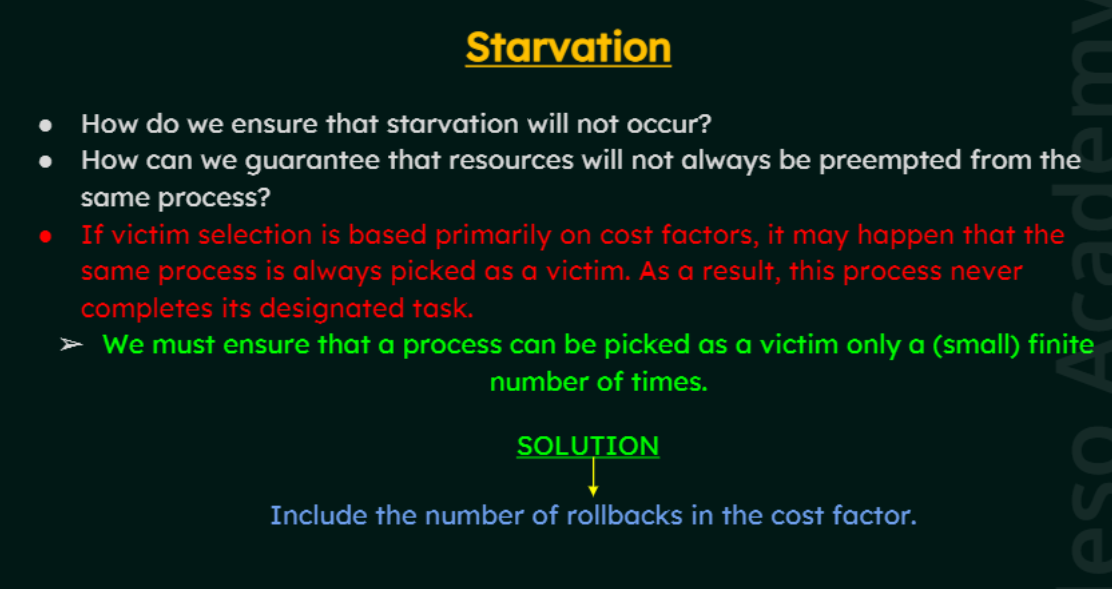 Starvation
● How do we ensure that starvation will not occur?
● How can we guarantee that resources will not always be preempted from the
same process?
● If victim selection is based primarily on cost factors, it may happen that the
same process is always picked as a victim. As a result, this process never
completes its designated task.
➢ We must ensure that a process can be picked as a victim only a (small) finite
number of times.
SOLUTION
Include the number of rollbacks in the cost factor.
eso Academy